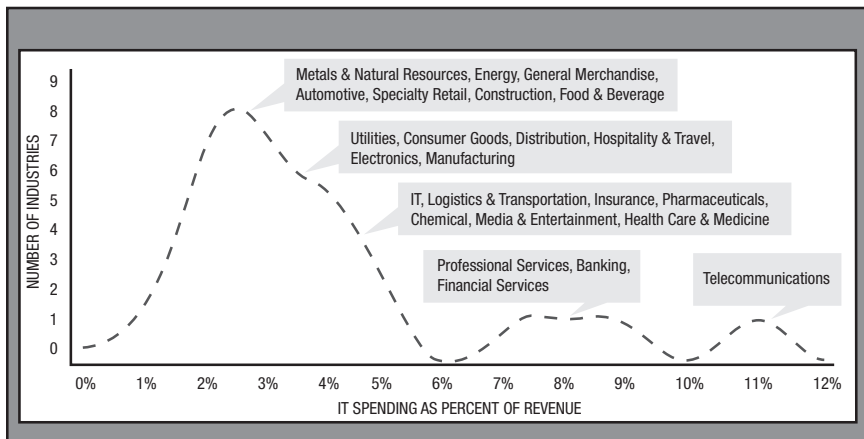 9
8
7
6
5
4
3
2
1
0
NUMBER OF INDUSTRIES
Metals & Natural Resources, Energy, General Merchandise,
Automotive, Specialty Retail, Construction, Food & Beverage
Utilities, Consumer Goods, Distribution, Hospitality & Travel,
Electronics, Manufacturing
IT, Logistics & Transportation, Insurance, Pharmaceuticals,
Chemical, Media & Entertainment, Health Care & Medicine
Professional Services, Banking,
Financial Services
Telecommunications
0% 1% 2% 3% 4% 5% 6% 7% 8% 9% 10% 11% 12%
IT SPENDING AS PERCENT OF REVENUE